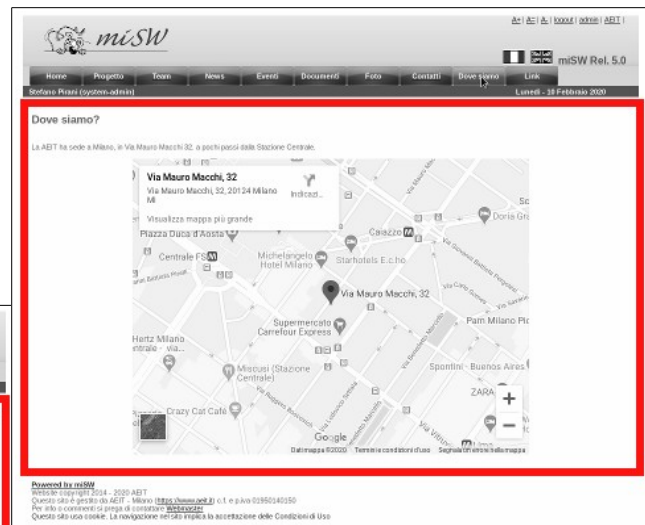 A+| A=| A-| logout | admin | AEIT |
miSW
miSW Rel. 5.0
Home Progetto Team News Eventi Documenti Foto Contatti Dove siamo Link
Stefano Pirani (system-admin) Lunedì - 10 Febbraio 2020
Dove siamo?
La AEIT ha sede a Milano, in Via Mauro Macchi 32, a pochi passi dalla Stazione Centrale.
Via Mauro Macchi, 32
Via Mauro Macchi, 32, 20124 Milano
MI
Indicazi...
Visualizza mappa più grande
Piazza Duca d'Aosta
Doria Gra
Caiazzo
Centrale FS
Michelangelo
Hotel Milano
Starhotels E.c.ho
Via Mauro Macchi, 32
Supermercato
Carrefour Express
Pam Milano
Hertz Milano
ntrale - via...
Miscusi (Stazione
Centrale)
Spontini - Buenos Aires
ZARA
Crazy Cat Café
+
−
Google
Dati mappa ©2020 Termini e condizioni d'uso Segnala un errore nella mappa
Powered by miSW
Website copyright 2014 - 2020 AEIT
Questo sito è gestito da AEIT - Milano (https://www.aeit.it) c.f. e p.iva 01950140150
Per info o commenti si prega di contattare Webmaster
Questo sito usa cookie. La navigazione nel sito implica la accettazione delle Condizioni di Uso